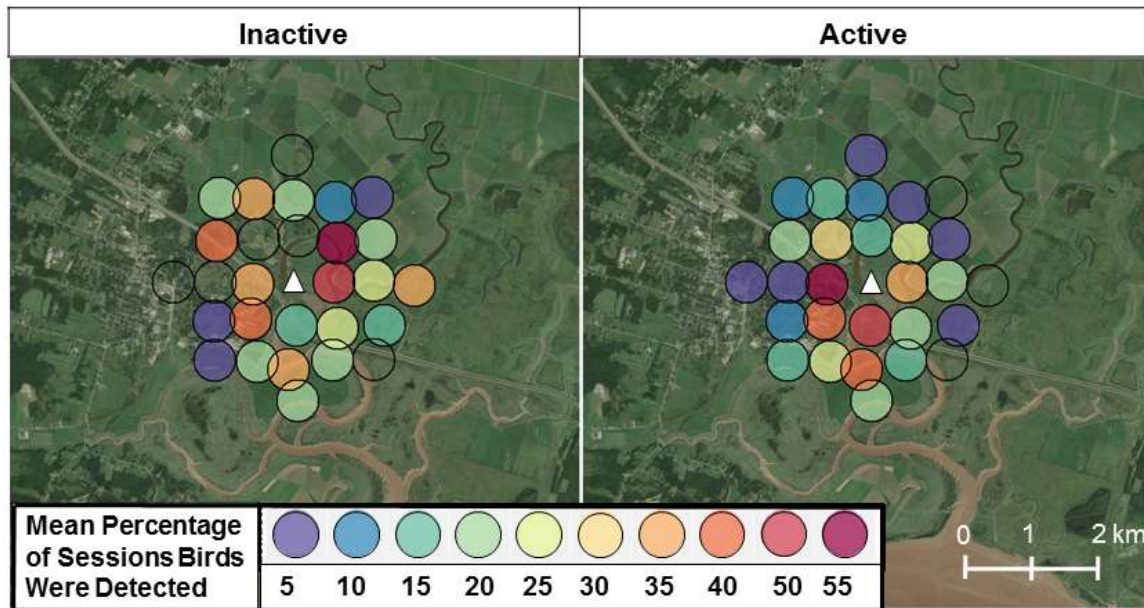 Inactive
Active
Mean Percentage
of Sessions Birds
Were Detected
5 10 15 20 25 30 35 40 50 55
0 1 2 km